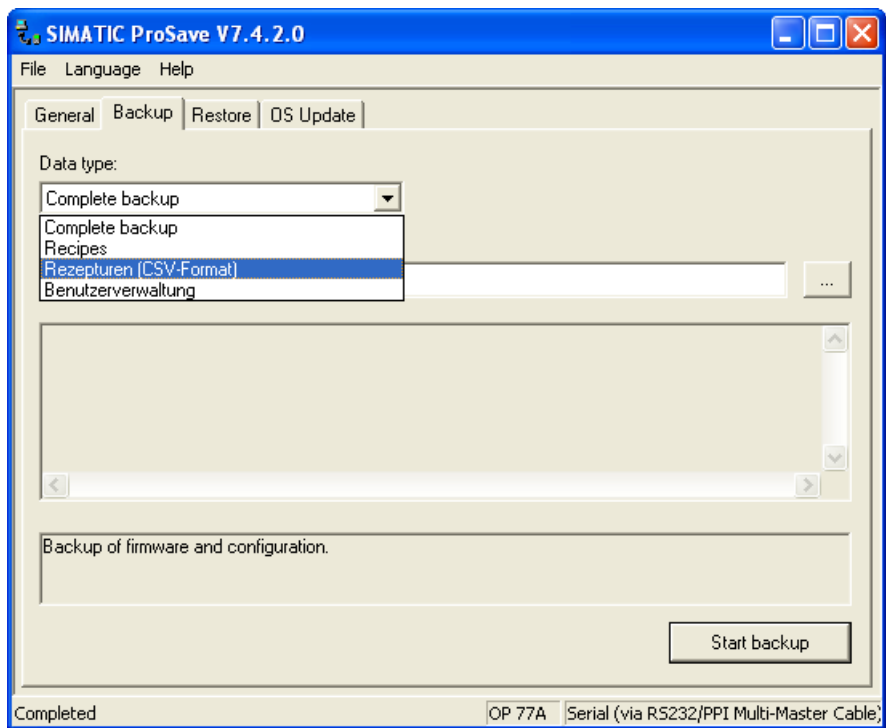 SIMATIC ProSave V7.4.2.0
File Language Help
General Backup Restore OS Update
Data type:
Complete backup
Complete backup
Recipes
Rezepturen (CSV-Format)
Benutzerverwaltung
...
Backup of firmware and configuration.
Start backup
Completed OP 77A Serial (via RS232/PPI Multi-Master Cable)